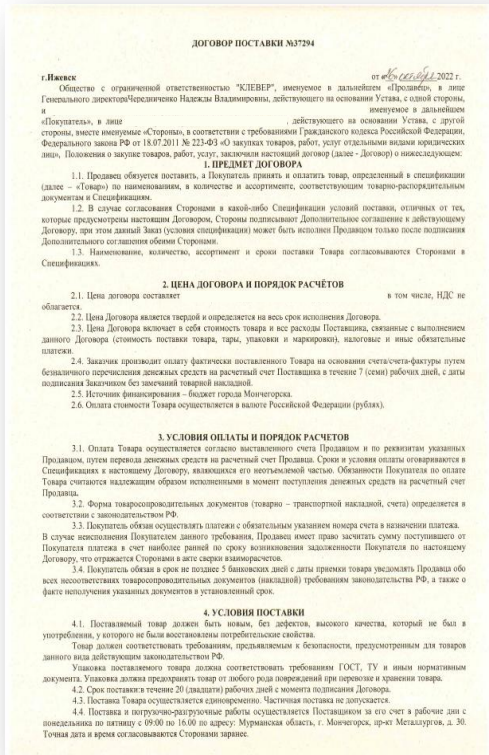 ДОГОВОР ПОСТАВКИ №37294
г.Ижевск от «26» октября 2022 г.
Общество с ограниченной ответственностью "КЛЕВЕР", именуемое в дальнейшем «Продавец», в лице
Генерального директораЧередниченко Надежды Владимировны, действующего на основании Устава, с одной стороны,
и именуемое в дальнейшем
«Покупатель», в лице , действующего на основании Устава, с другой
стороны, вместе именуемые «Стороны», в соответствии с требованиями Гражданского кодекса Российской Федерации,
Федерального закона РФ от 18.07.2011 № 223-ФЗ «О закупках товаров, работ, услуг отдельными видами юридических
лиц», Положения о закупке товаров, работ, услуг, заключили настоящий договор (далее - Договор) о нижеследующем:
1. ПРЕДМЕТ ДОГОВОРА
1.1. Продавец обязуется поставить, а Покупатель принять и оплатить товар, определенный в спецификации
(далее – «Товар») по наименованиям, в количестве и ассортименте, соответствующим товарно-распорядительным
документам и Спецификациям.
1.2. В случае согласования Сторонами в какой-либо Спецификации условий поставки, отличных от тех,
которые предусмотрены настоящим Договором, Стороны подписывают Дополнительное соглашение к действующему
Договору, при этом данный Заказ (условия спецификации) может быть исполнен Продавцом только после подписания
Дополнительного соглашения обеими Сторонами.
1.3. Наименование, количество, ассортимент и сроки поставки Товара согласовываются Сторонами в
Спецификациях.
2. ЦЕНА ДОГОВОРА И ПОРЯДОК РАСЧЁТОВ
2.1. Цена договора составляет в том числе, НДС не
облагается.
2.2. Цена Договора является твердой и определяется на весь срок исполнения Договора.
2.3. Цена Договора включает в себя стоимость товара и все расходы Поставщика, связанные с выполнением
данного Договора (стоимость поставки товара, тары, упаковки и маркировки), налоговые и иные обязательные
платежи.
2.4. Заказчик производит оплату фактически поставленного Товара на основании счета/счета-фактуры путем
безналичного перечисления денежных средств на расчетный счет Поставщика в течение 7 (семи) рабочих дней, с даты
подписания Заказчиком без замечаний товарной накладной.
2.5. Источник финансирования – бюджет города Мончегорска.
2.6. Оплата стоимости Товара осуществляется в валюте Российской Федерации (рублях).
3. УСЛОВИЯ ОПЛАТЫ И ПОРЯДОК РАСЧЕТОВ
3.1. Оплата Товара осуществляется согласно выставленного счета Продавцом и по реквизитам указанных
Продавцом, путем перевода денежных средств на расчетный счет Продавца. Сроки и условия оплаты оговариваются в
Спецификациях к настоящему Договору, являющихся его неотъемлемой частью. Обязанности Покупателя по оплате
Товара считаются надлежащим образом исполненными в момент поступления денежных средств на расчетный счет
Продавца.
3.2. Форма товаросопроводительных документов (товарно – транспортной накладной, счета) определяется в
соответствии с законодательством РФ.
3.3. Покупатель обязан осуществлять платежи с обязательным указанием номера счета в назначении платежа.
В случае неисполнения Покупателем данного требования, Продавец имеет право засчитать сумму поступившего от
Покупателя платежа в счет наиболее ранней по сроку возникновения задолженности Покупателя по настоящему
Договору, что отражается Сторонами в акте сверки взаиморасчетов.
3.4. Покупатель обязан в срок не позднее 5 банковских дней с даты приемки товара уведомлять Продавца обо
всех несоответствиях товаросопроводительных документов (накладной) требованиям законодательства РФ, а также о
факте неполучения указанных документов в установленный срок.
4. УСЛОВИЯ ПОСТАВКИ
4.1. Поставляемый товар должен быть новым, без дефектов, высокого качества, который не был в
употреблении, у которого не были восстановлены потребительские свойства.
Товар должен соответствовать требованиям, предъявляемым к безопасности, предусмотренным для товаров
данного вида действующим законодательством РФ.
Упаковка поставляемого товара должна соответствовать требованиям ГОСТ, ТУ и иным нормативным
документа. Упаковка должна предохранять товар от любого рода повреждений при перевозке и хранении товара.
4.2. Срок поставки:в течение 20 (двадцати) рабочих дней с момента подписания Договора.
4.3. Поставка Товара осуществляется единовременно. Частичная поставка не допускается.
4.4. Поставка и погрузочно-разгрузочные работы осуществляется Поставщиком за его счет в рабочие дни с
понедельника по пятницу с 09:00 по 16.00 по адресу: Мурманская область, г. Мончегорск, пр-кт Металлургов, д. 30.
Точная дата и время согласовываются Сторонами заранее.